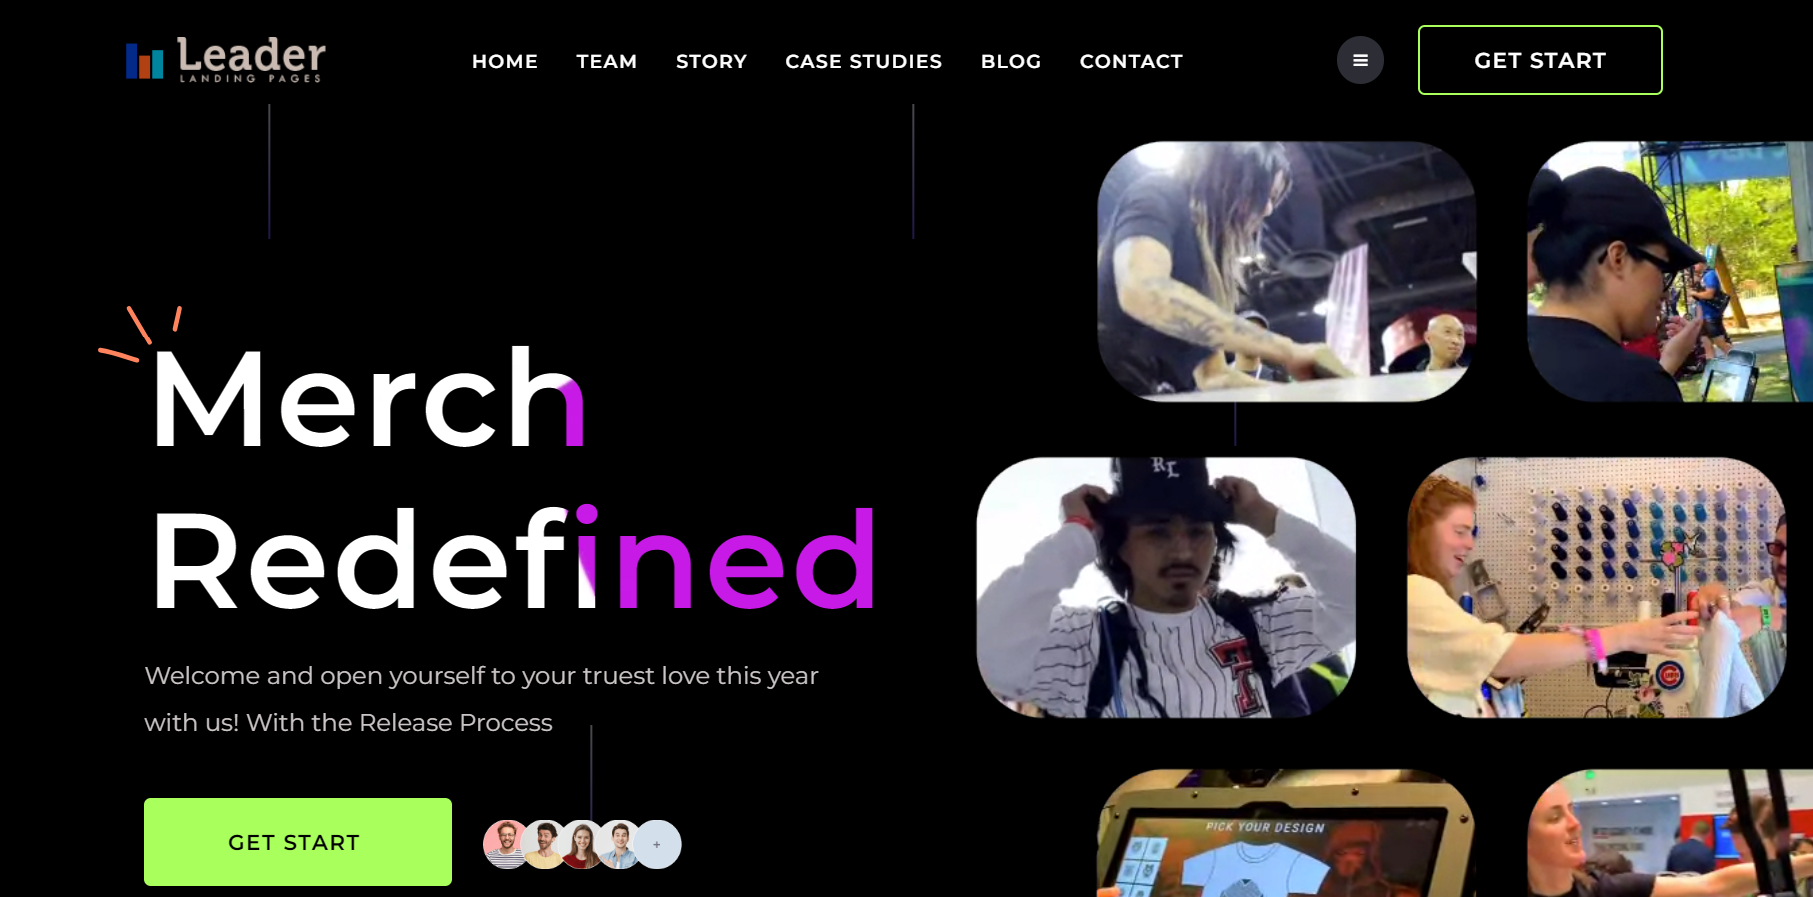 Leader
LANDING PAGES
HOME TEAM STORY CASE STUDIES BLOG CONTACT
GET START
Merch
Redefined
Welcome and open yourself to your truest love this year
with us! With the Release Process
GET START
+
RL
PICK YOUR DESIGN